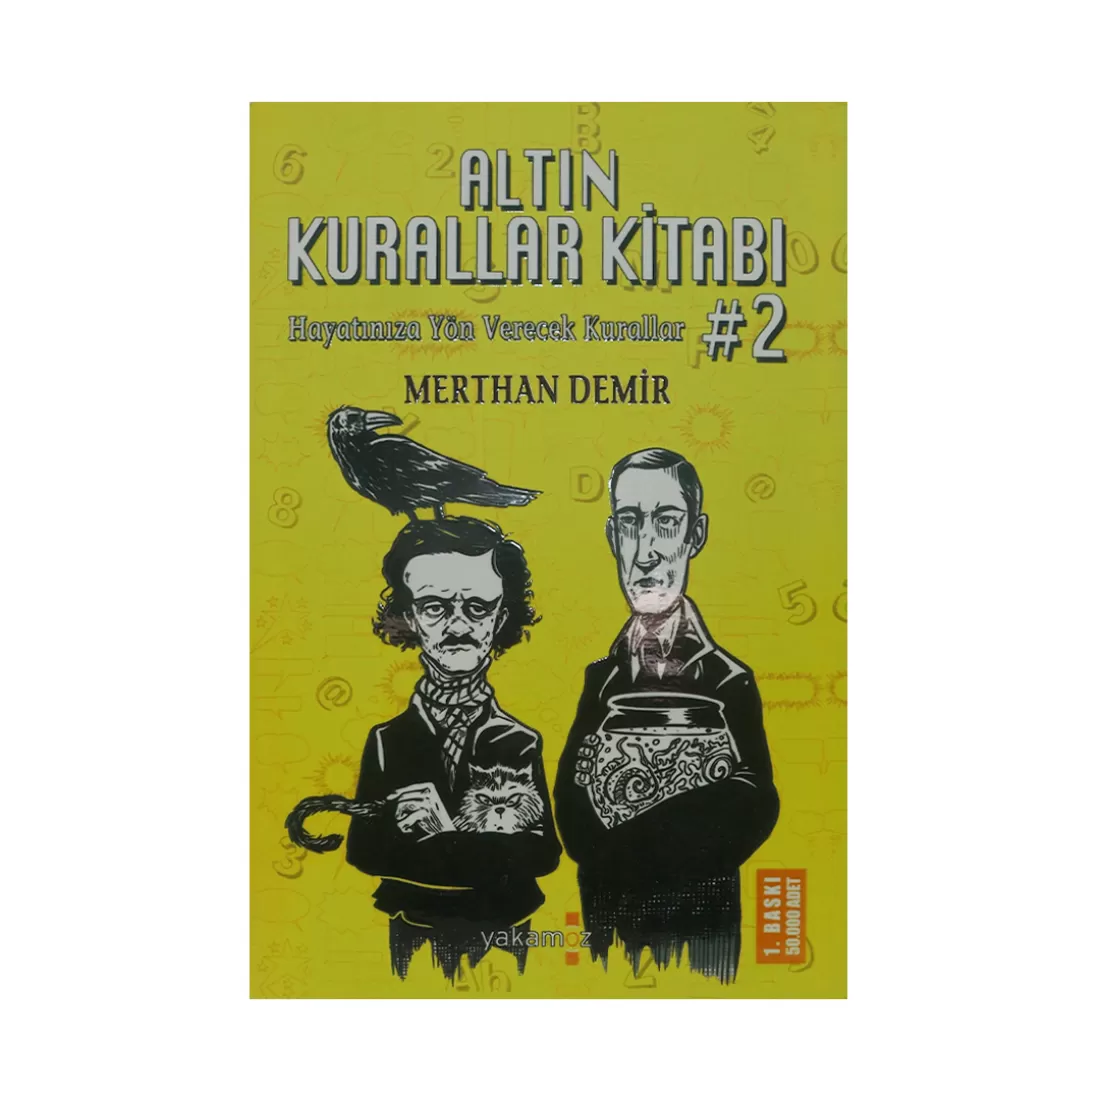 ALTIN
KURALLAR KİTABI
Hayatınıza Yön Verecek Kurallar #2
MERTHAN DEMİR
yakamoz
1. BASKI
50.000 ADET